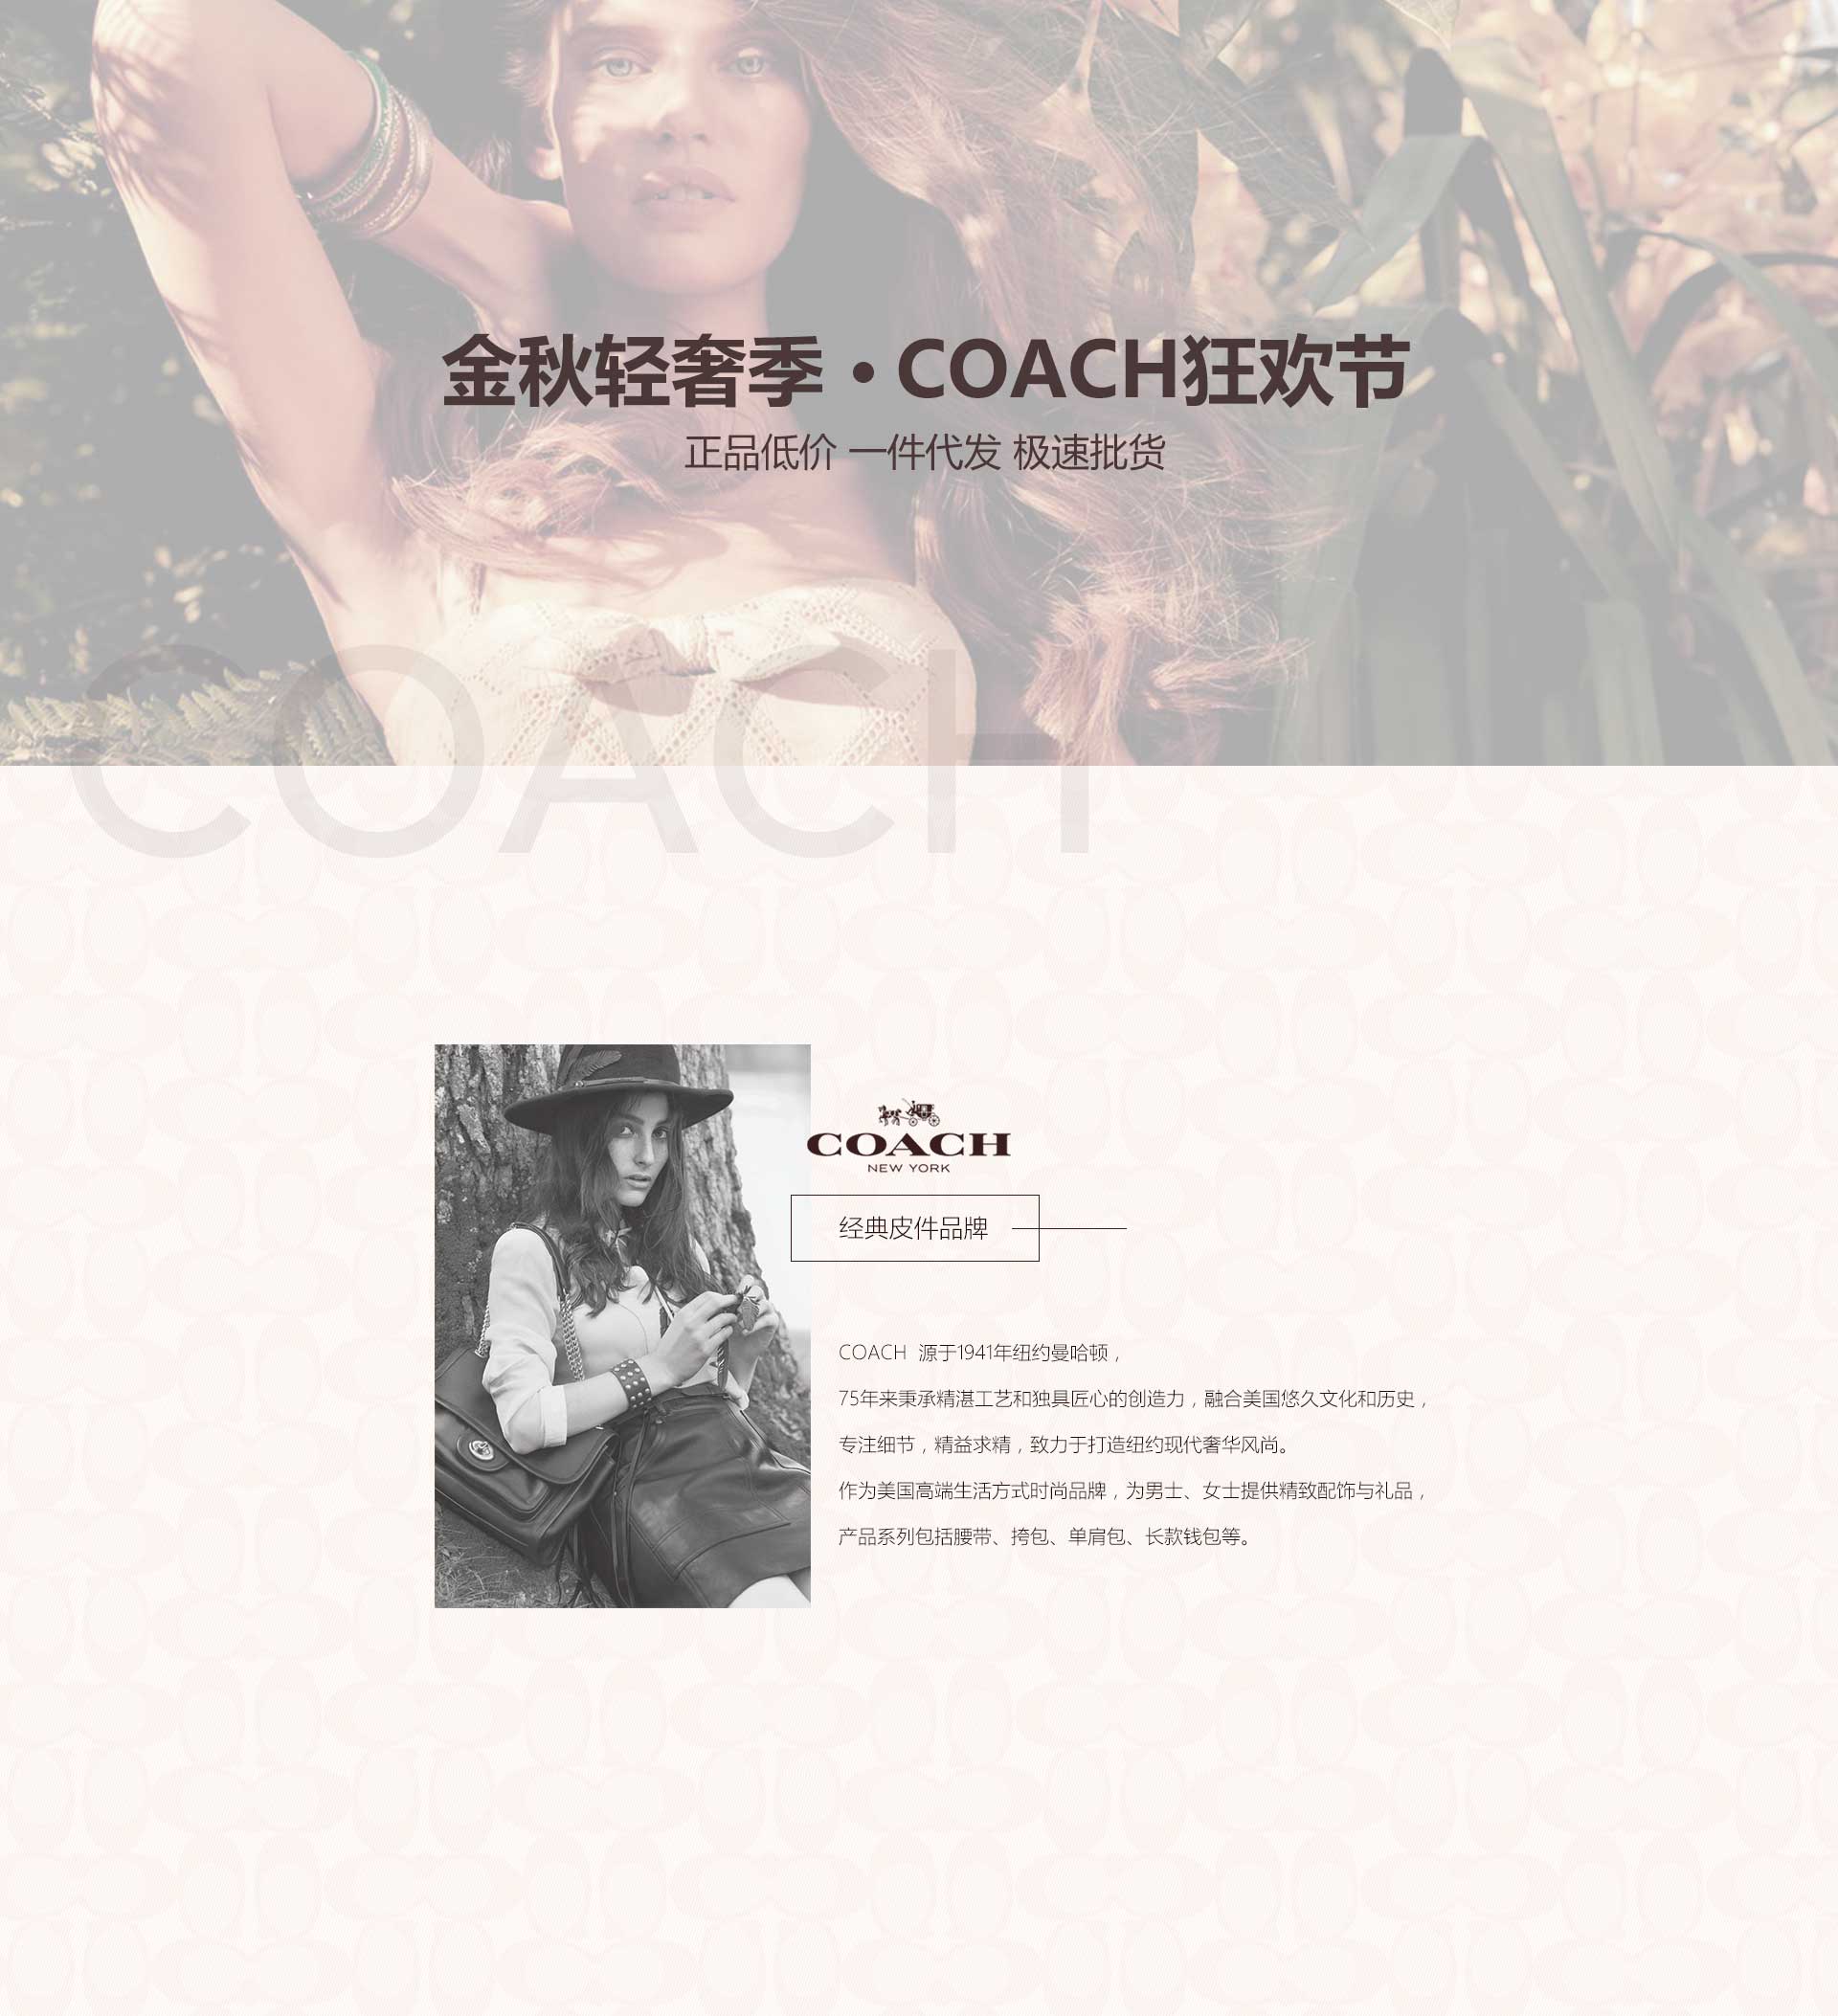 金秋轻奢季·COACH狂欢节
正品低价 一件代发 极速批货
COACH
COACH
NEW YORK
经典皮件品牌
COACH 源于1941年纽约曼哈顿，
75年来秉承精湛工艺和独具匠心的创造力，融合美国悠久文化和历史，
专注细节，精益求精，致力于打造纽约现代奢华风尚。
作为美国高端生活方式时尚品牌，为男士、女士提供精致配饰与礼品，
产品系列包括腰带、挎包、单肩包、长款钱包等。